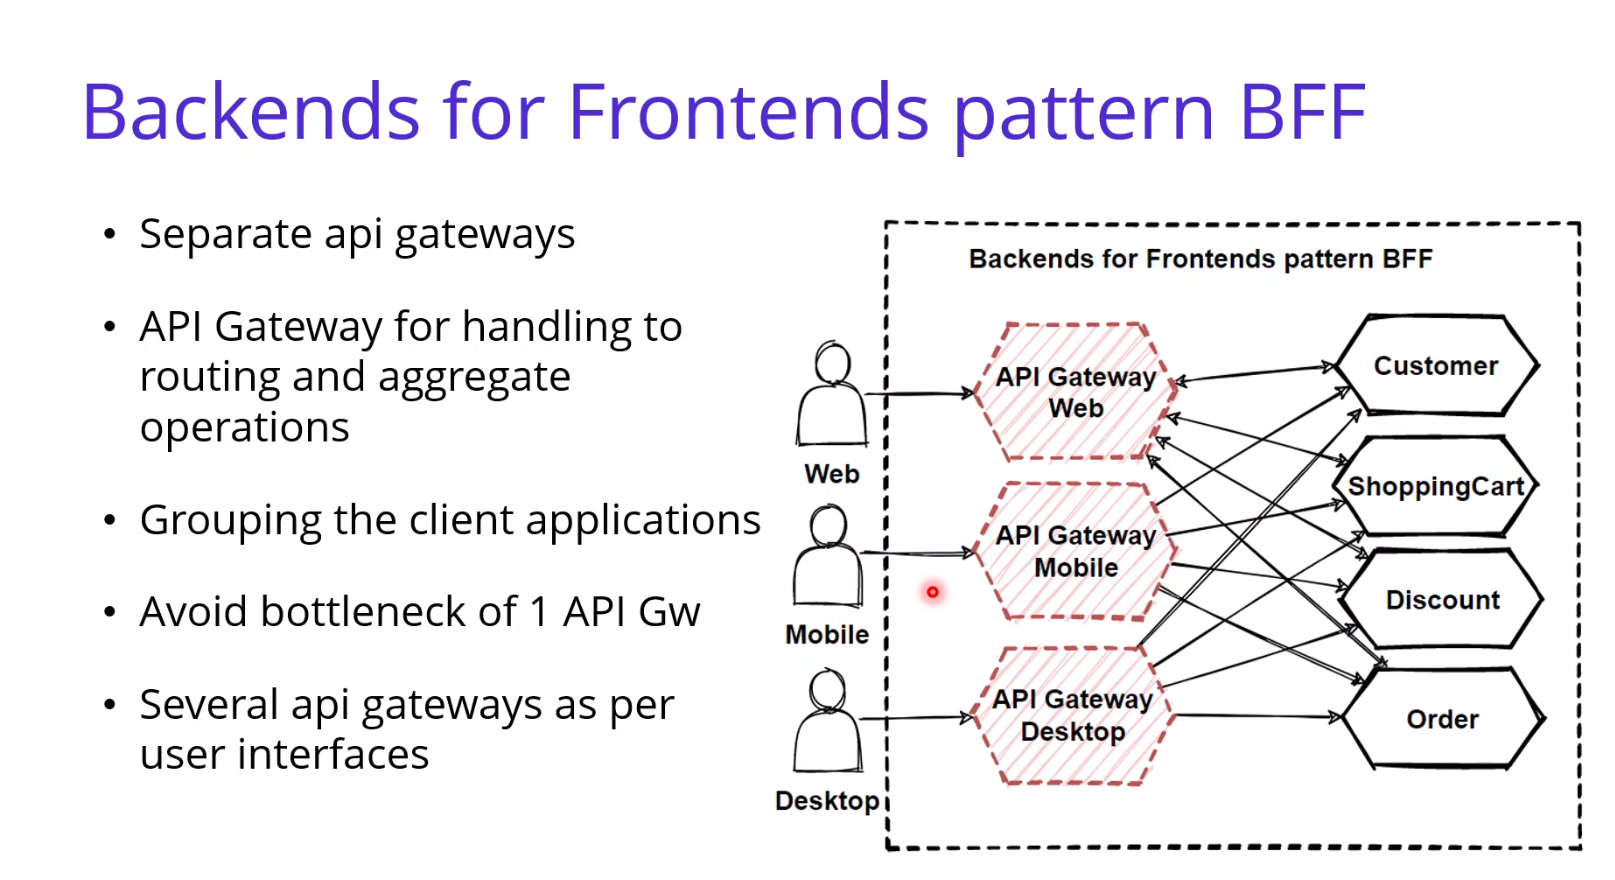 Backends for Frontends pattern BFF
• Separate api gateways
• API Gateway for handling to
routing and aggregate
operations
• Grouping the client applications
• Avoid bottleneck of 1 API Gw
• Several api gateways as per
user interfaces
Backends for Frontends pattern BFF
Web
Mobile
Desktop
API Gateway
Web
API Gateway
Mobile
API Gateway
Desktop
Customer
ShoppingCart
Discount
Order